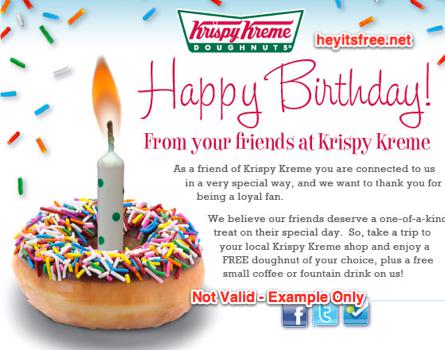 Krispy Kreme
DOUGHNUTS®
heyitsfree.net
Happy Birthday!
From your friends at Krispy Kreme
As a friend of Krispy Kreme you are connected to us
in a very special way, and we want to thank you for
being a loyal fan.
We believe our friends deserve a one-of-a-kind
treat on their special day. So, take a trip to
your local Krispy Kreme shop and enjoy a
FREE doughnut of your choice, plus a free
small coffee or fountain drink on us!
Not Valid - Example Only
f t